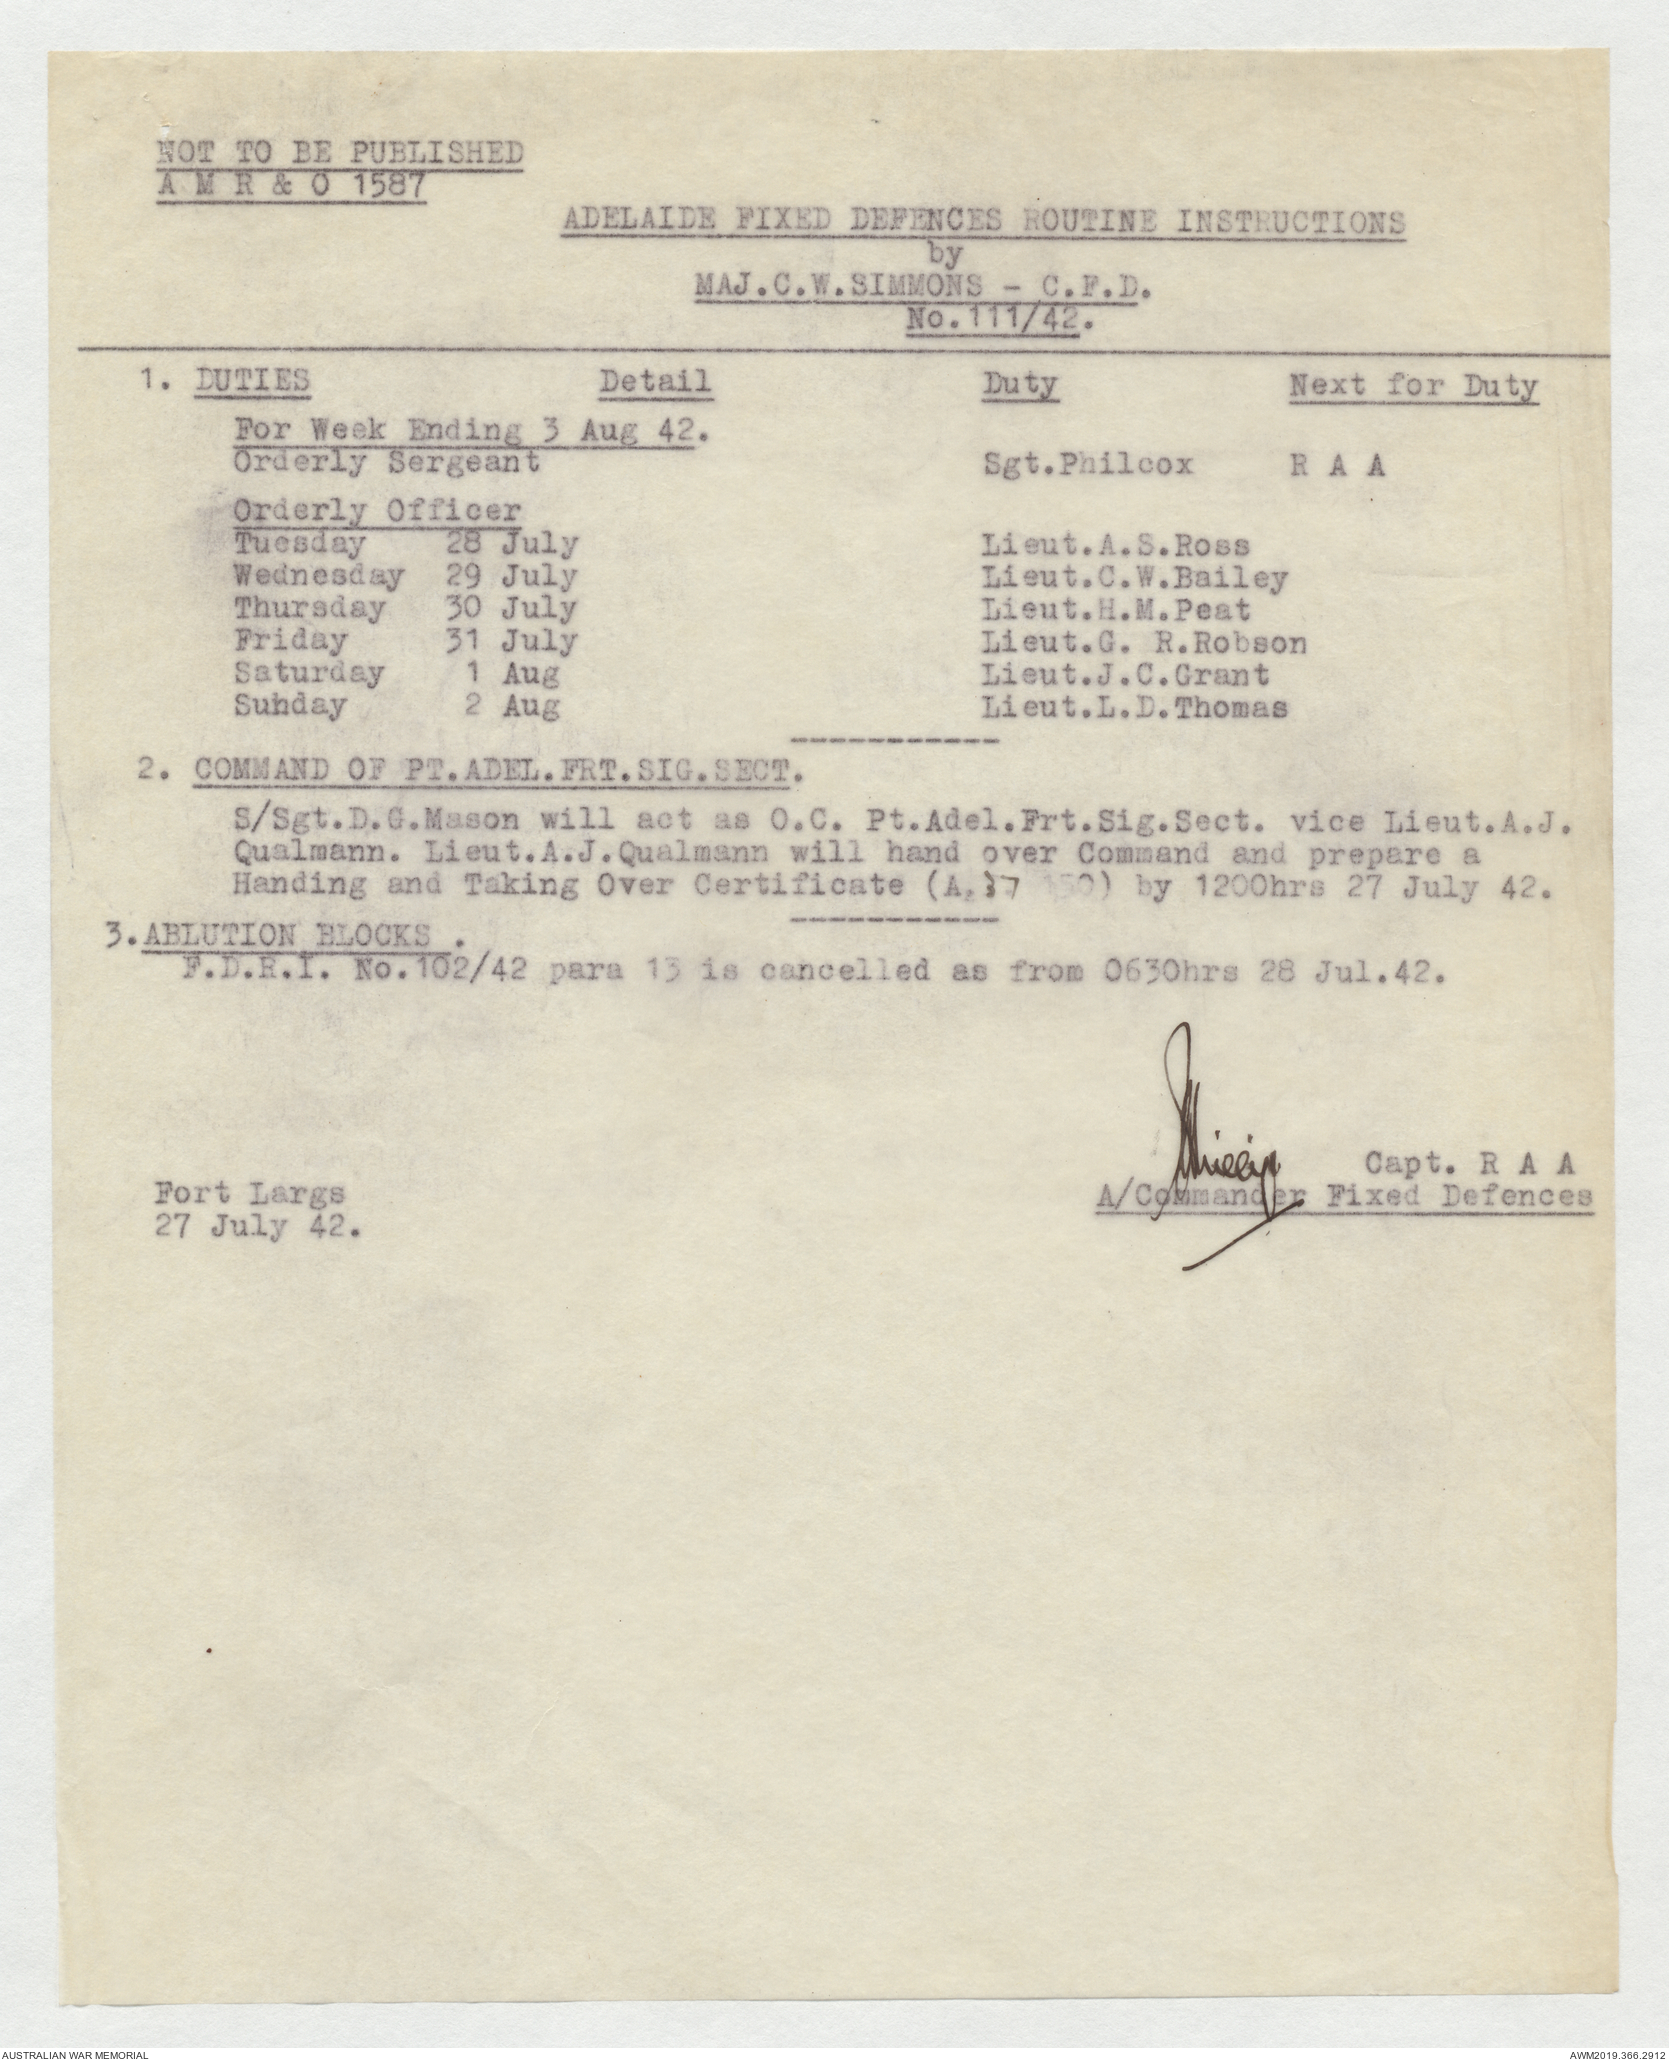 NOT TO BE PUBLISHED
A M R & O 1587
ADELAIDE FIXED DEFENCES ROUTINE INSTRUCTIONS
by
MAJ.C.W.SIMMONS - C.F.D.
No.111/42.
1. DUTIES Detail Duty Next for Duty
For Week Ending 3 Aug 42.
Orderly Sergeant Sgt.Philcox R A A
Orderly Officer
Tuesday 28 July Lieut.A.S.Ross
Wednesday 29 July Lieut.C.W.Bailey
Thursday 30 July Lieut.H.M.Peat
Friday 31 July Lieut.G. R.Robson
Saturday 1 Aug Lieut.J.C.Grant
Suhday 2 Aug Lieut.L.D.Thomas
-----------
2. COMMAND OF PT.ADEL.FRT.SIG.SECT.
S/Sgt.D.G.Mason will act as O.C. Pt.Adel.Frt.Sig.Sect. vice Lieut.A.J.
Qualmann. Lieut.A.J.Qualmann will hand over Command and prepare a
Handing and Taking Over Certificate (A. by 1200hrs 27 July 42.
-----------
3.ABLUTION BLOCKS .
F.D.R.I. No.102/42 para 13 is cancelled as from 0630hrs 28 Jul.42.
Capt. R A A
Fort Largs A/Commander Fixed Defences
27 July 42.
AUSTRALIAN WAR MEMORIAL AWM2019.366.2912